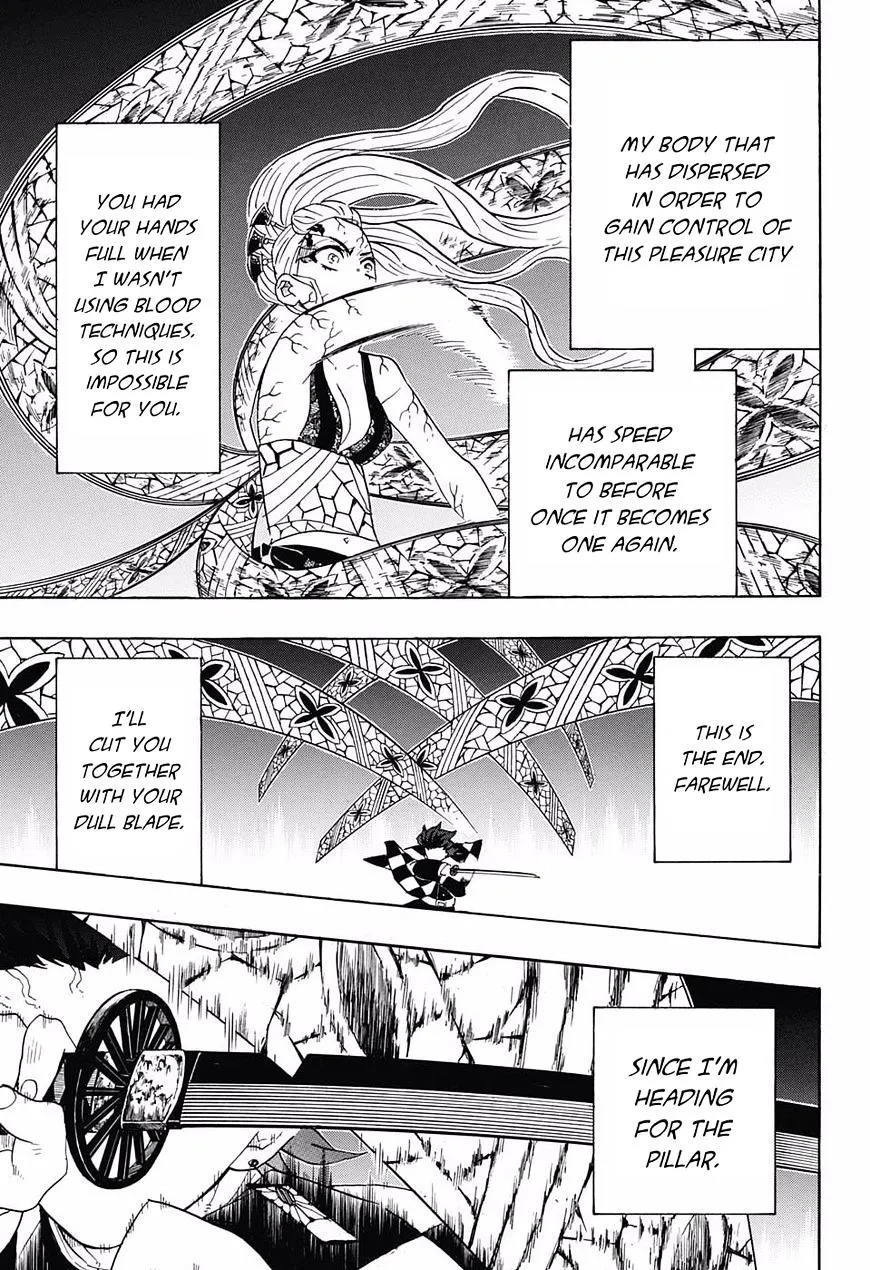 MY BODY THAT
HAS DISPERSED
IN ORDER TO
GAIN CONTROL OF
THIS PLEASURE CITY
HAS SPEED
INCOMPARABLE
TO BEFORE
ONCE IT BECOMES
ONE AGAIN.
YOU HAD
YOUR HANDS
FULL WHEN
I WASN'T
USING BLOOD
TECHNIQUES,
SO THIS IS
IMPOSSIBLE
FOR YOU.
THIS IS
THE END.
FAREWELL.
I'LL
CUT YOU
TOGETHER
WITH YOUR
DULL BLADE.
SINCE I'M
HEADING
FOR THE
PILLAR.